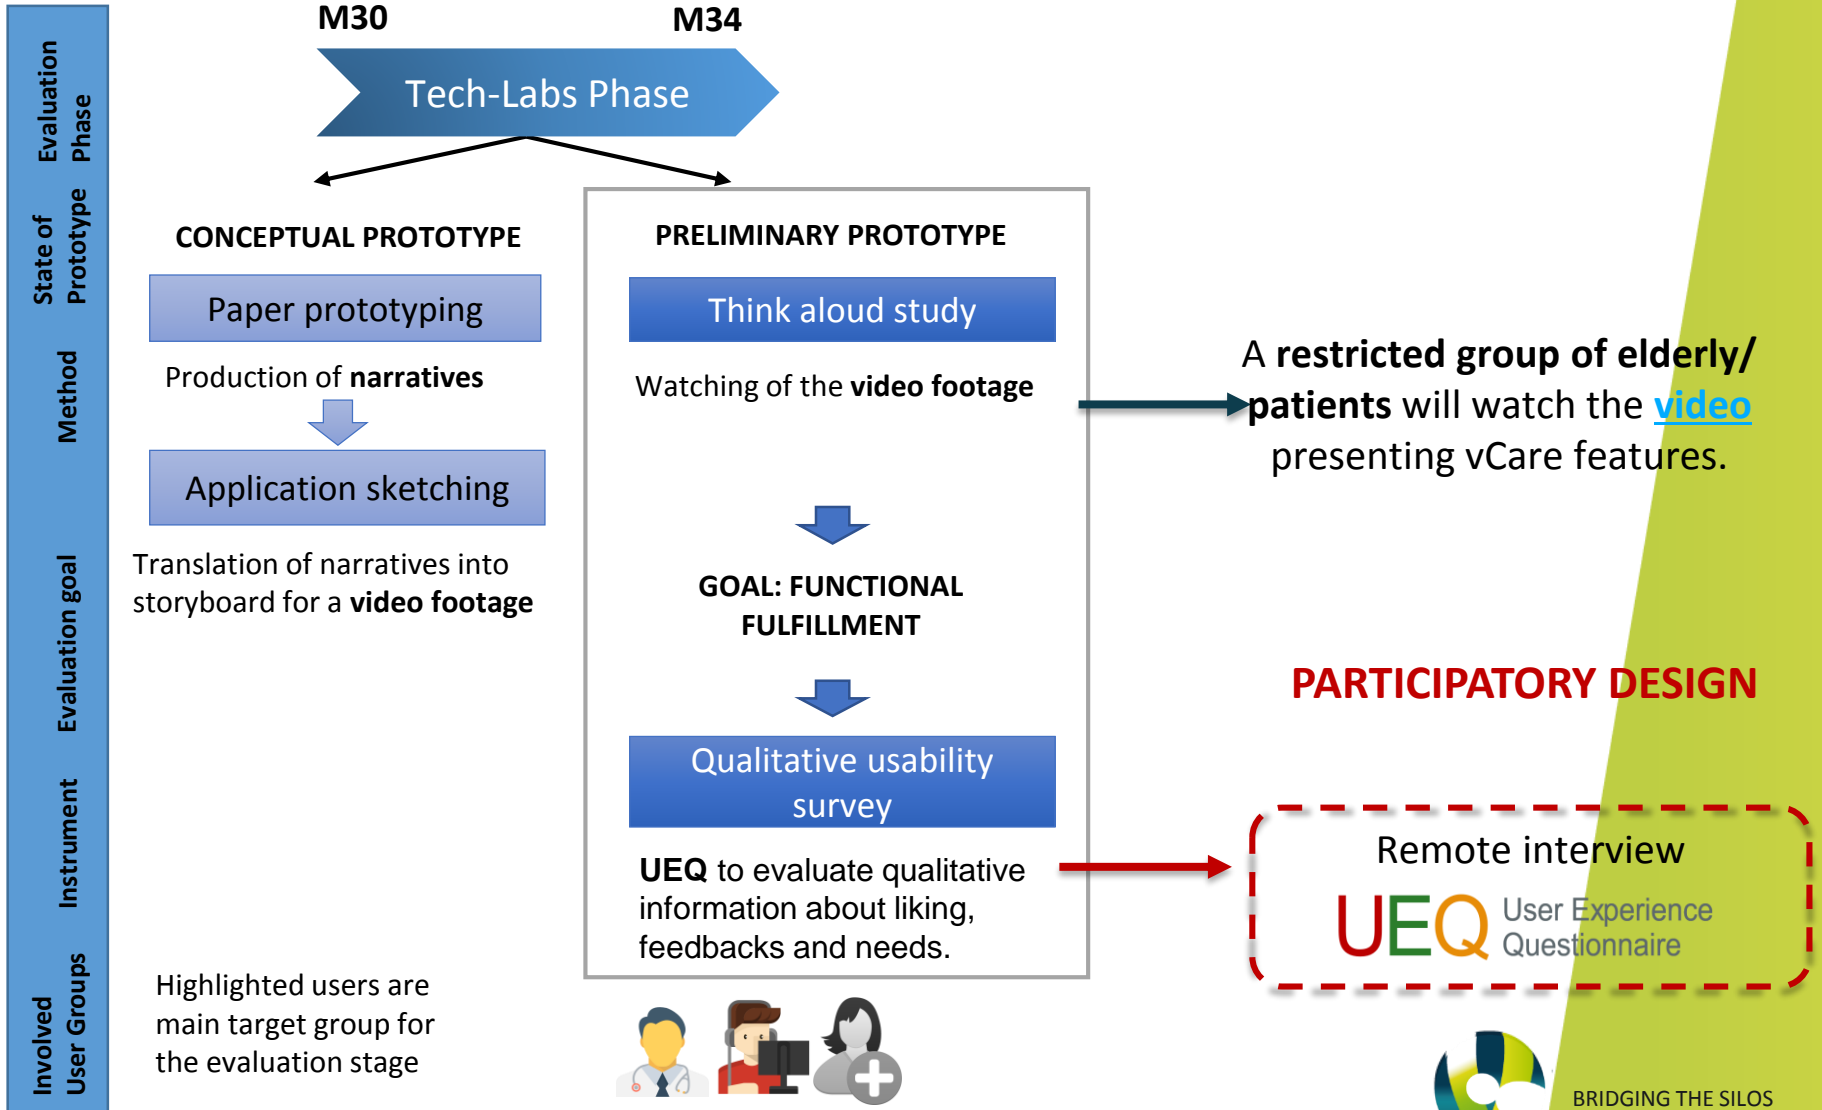 M30
M34
Tech-Labs Phase
Evaluation
Phase
State of
Prototype
Method
Evaluation goal
Instrument
Involved
User Groups
CONCEPTUAL PROTOTYPE
Paper prototyping
Production of narratives
Application sketching
Translation of narratives into
storyboard for a video footage
Highlighted users are
main target group for
the evaluation stage
PRELIMINARY PROTOTYPE
Think aloud study
Watching of the video footage
GOAL: FUNCTIONAL
FULFILLMENT
Qualitative usability
survey
UEQ to evaluate qualitative
information about liking,
feedbacks and needs.
A restricted group of elderly/
patients will watch the video
presenting vCare features.
PARTICIPATORY DESIGN
Remote interview
UEQ User Experience
Questionnaire
BRIDGING THE SILOS